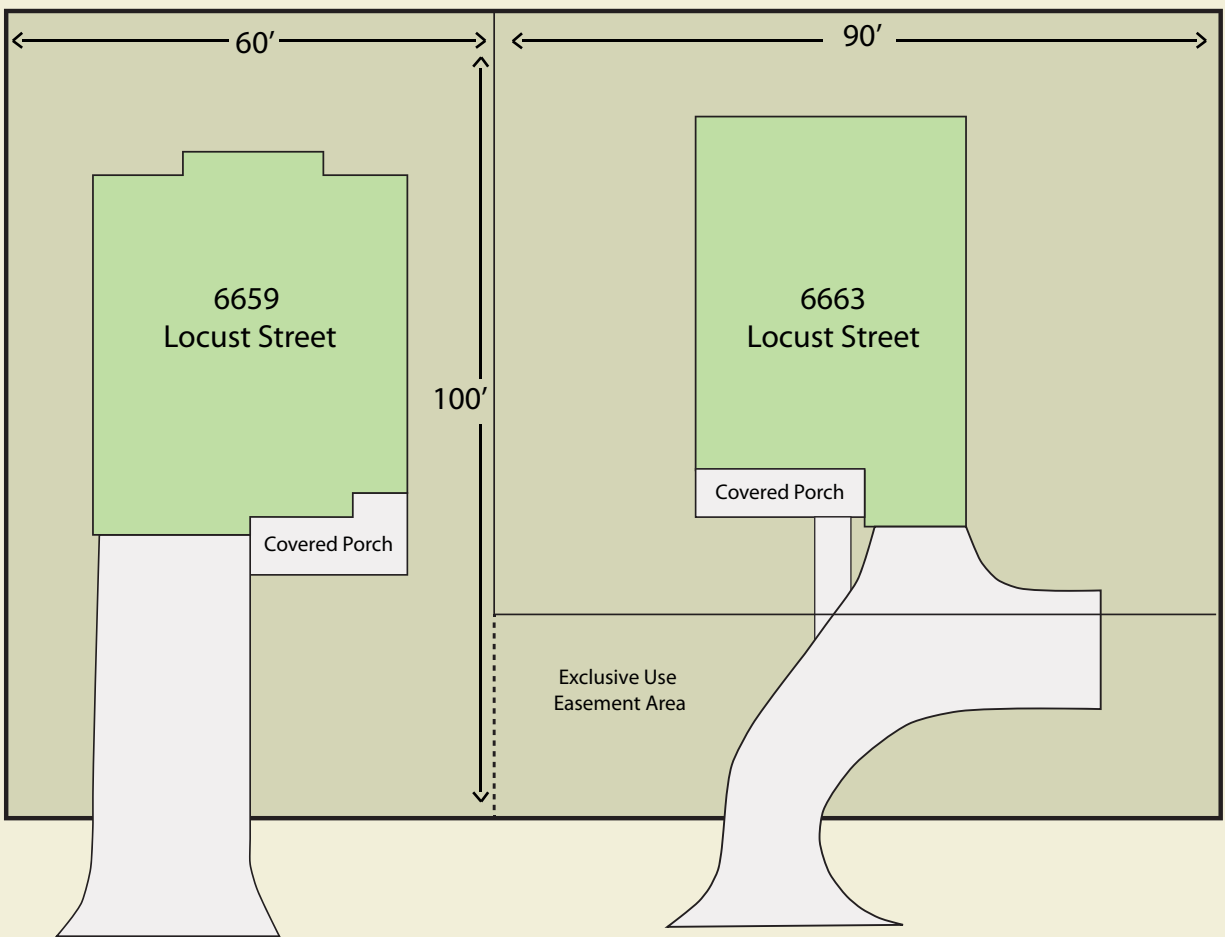 60’
90’
6659
Locust Street
6663
Locust Street
100’
Covered Porch
Covered Porch
Exclusive Use
Easement Area